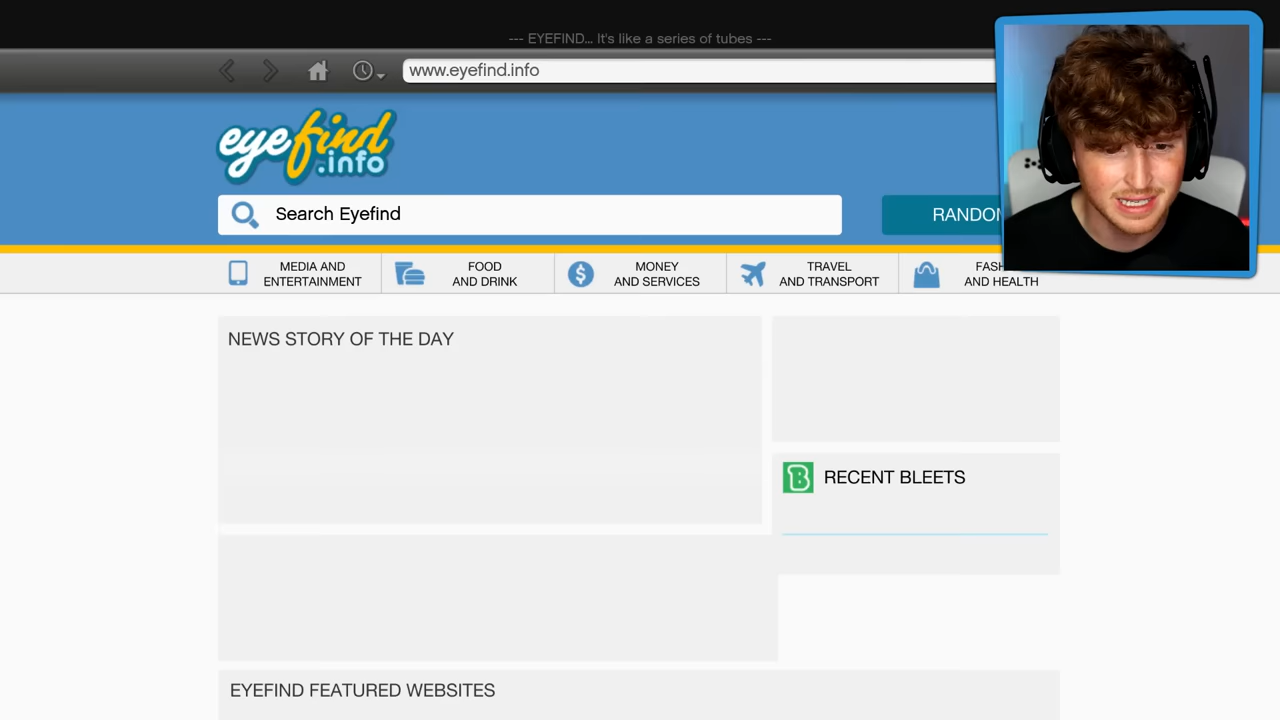 --- EYEFIND... It's like a series of tubes ---
www.eyefind.info
eyefind
.info
Search Eyefind
MEDIA AND
ENTERTAINMENT
FOOD
AND DRINK
MONEY
AND SERVICES
TRAVEL
AND TRANSPORT
AND HEALTH
NEWS STORY OF THE DAY
B
RECENT BLEETS
EYEFIND FEATURED WEBSITES